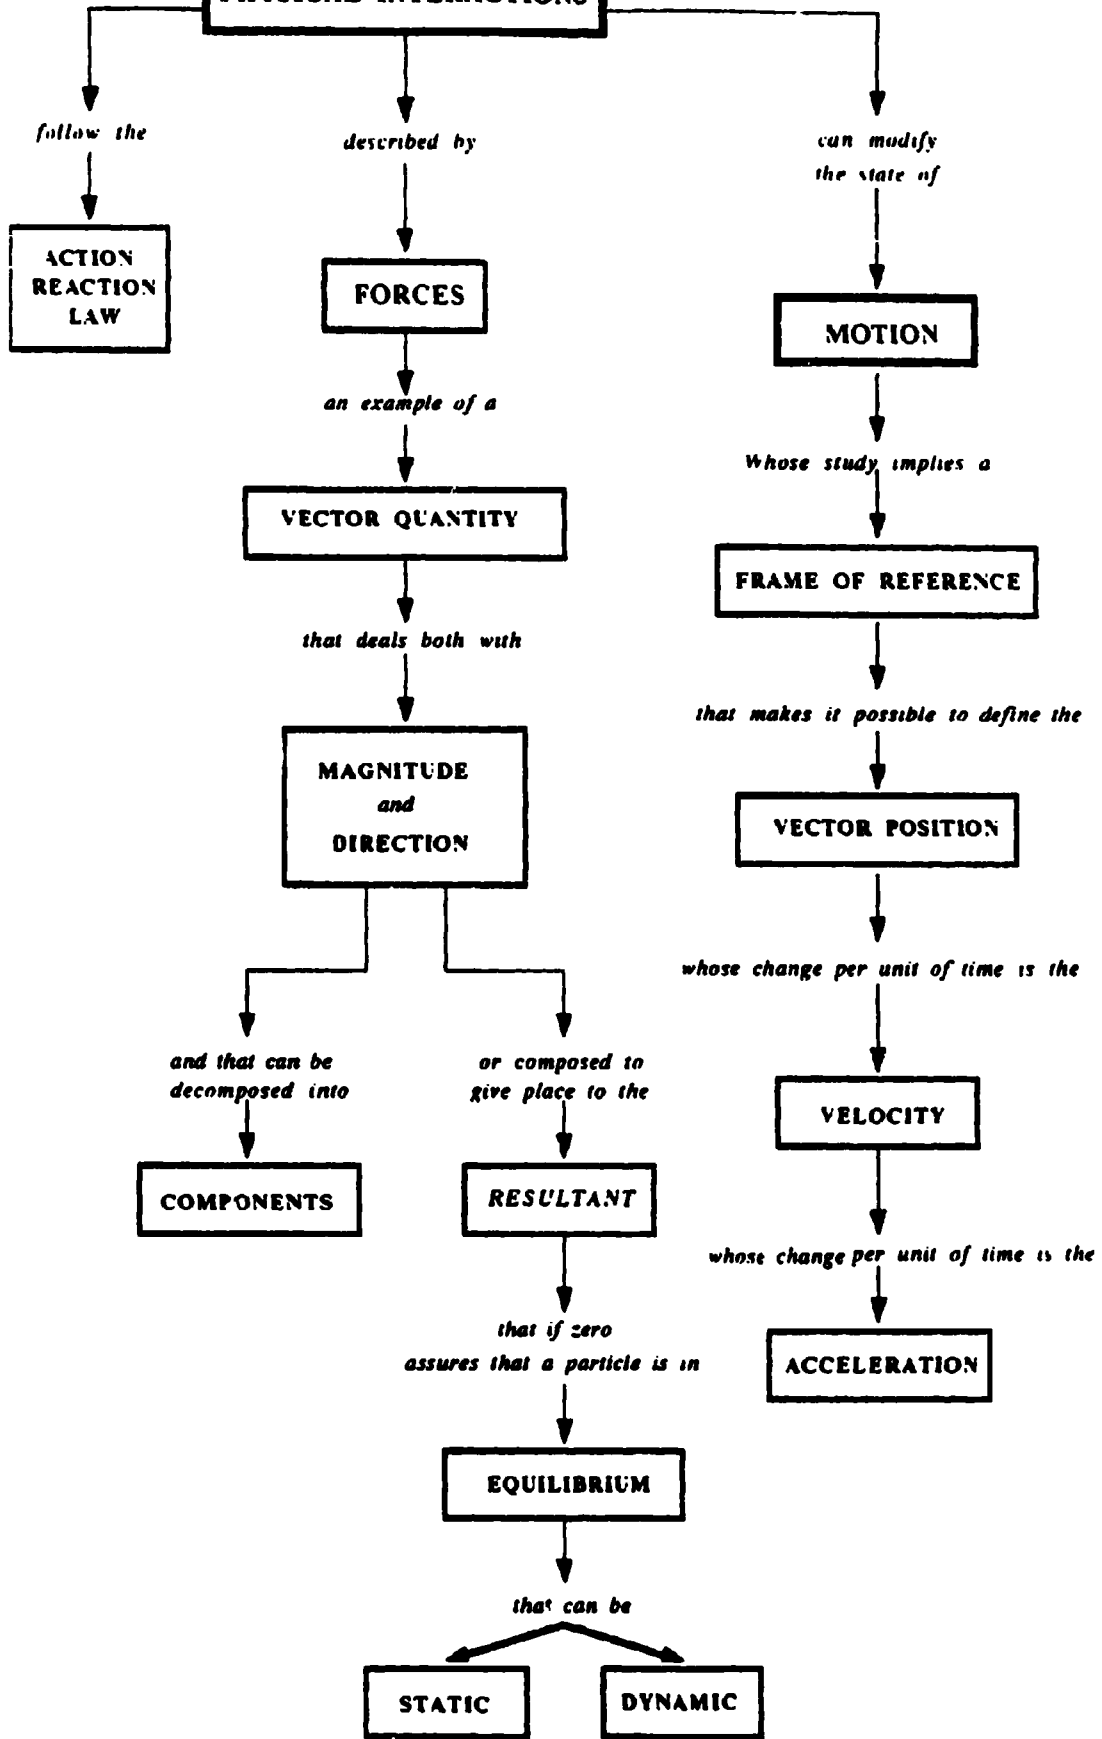 PHYSICAL INTERACTIONS
follow the
described by
can modify
the state of
ACTION
REACTION
LAW
FORCES
MOTION
an example of a
Whose study implies a
VECTOR QUANTITY
FRAME OF REFERENCE
that deals both with
that makes it possible to define the
MAGNITUDE
and
DIRECTION
VECTOR POSITION
whose change per unit of time is the
and that can be
decomposed into
or composed to
give place to the
VELOCITY
COMPONENTS
RESULTANT
whose change per unit of time is the
that if zero
assures that a particle is in
ACCELERATION
EQUILIBRIUM
that can be
STATIC
DYNAMIC